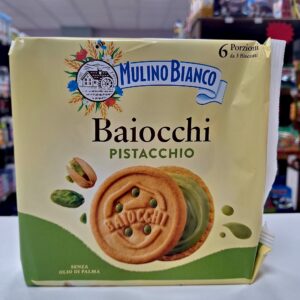 6 Porzioni
da 3 Biscotti
MULINO BIANCO
Baiocchi
PISTACCHIO
BAIOCCHI
SENZA
OLIO DI PALMA